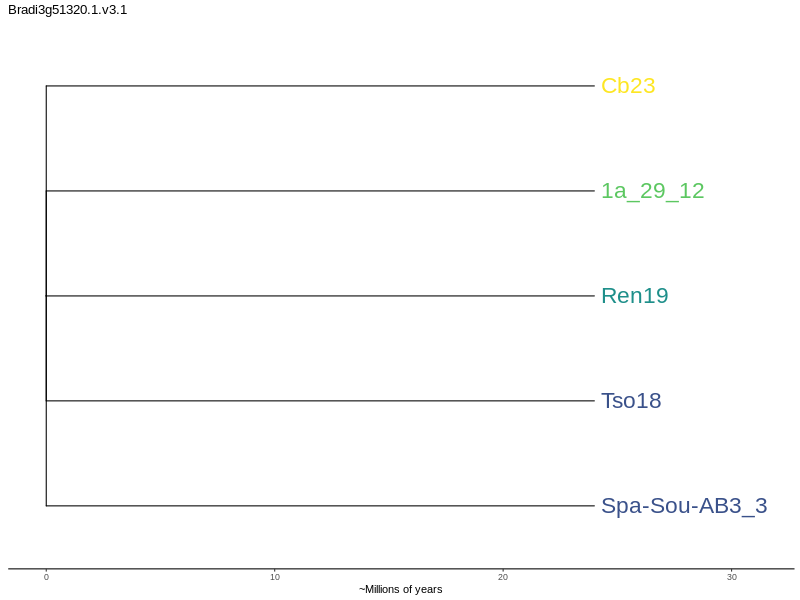 Bradi3g51320.1.v3.1
Cb23
1a_29_12
Ren19
Tso18
Spa-Sou-AB3_3
0 10 20 30
~Millions of years